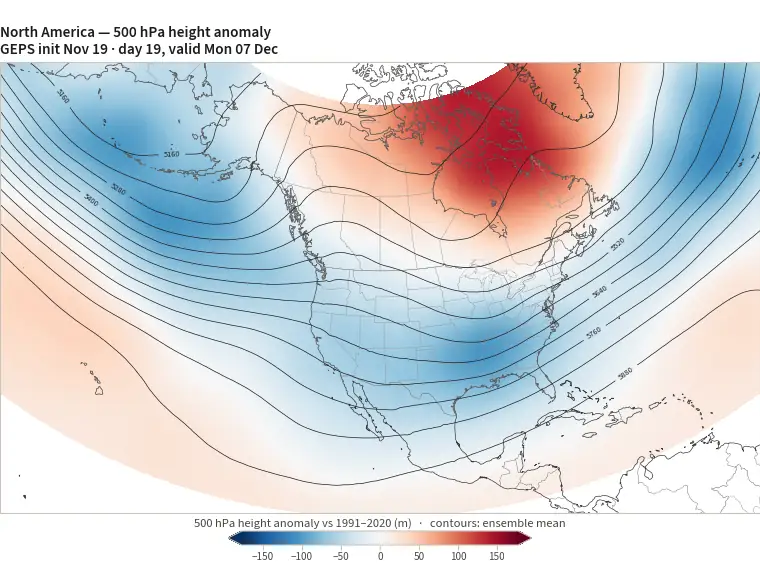 North America — 500 hPa height anomaly
GEPS init Nov 19 · day 19, valid Mon 07 Dec
5160
5160
5280
5400
5520
5640
5760
5880
500 hPa height anomaly vs 1991–2020 (m) · contours: ensemble mean
−150 −100 −50 0 50 100 150